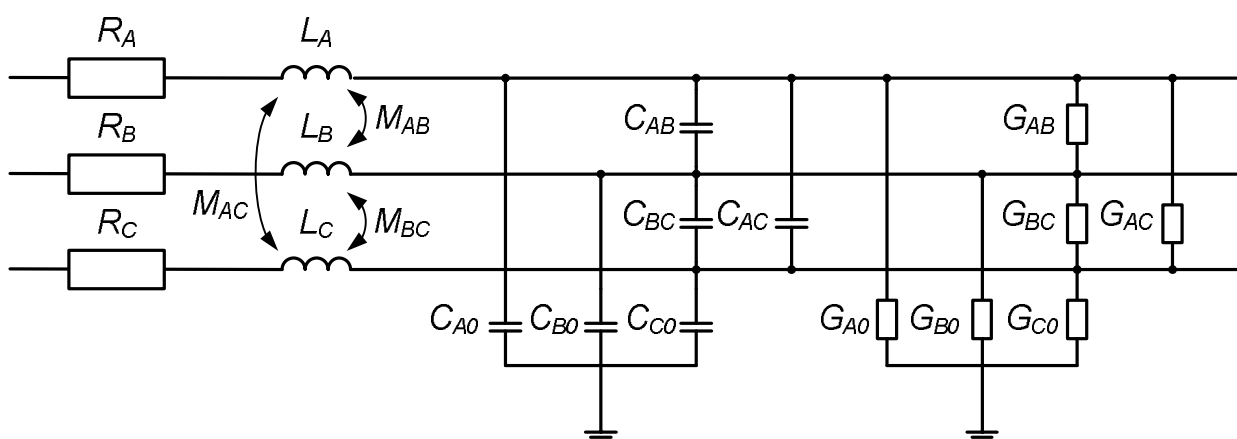 R_A
L_A
M_AB
R_B
L_B
M_AC
M_BC
R_C
L_C
C_AB
C_BC
C_AC
C_A0
C_B0
C_C0
G_AB
G_BC
G_AC
G_A0
G_B0
G_C0